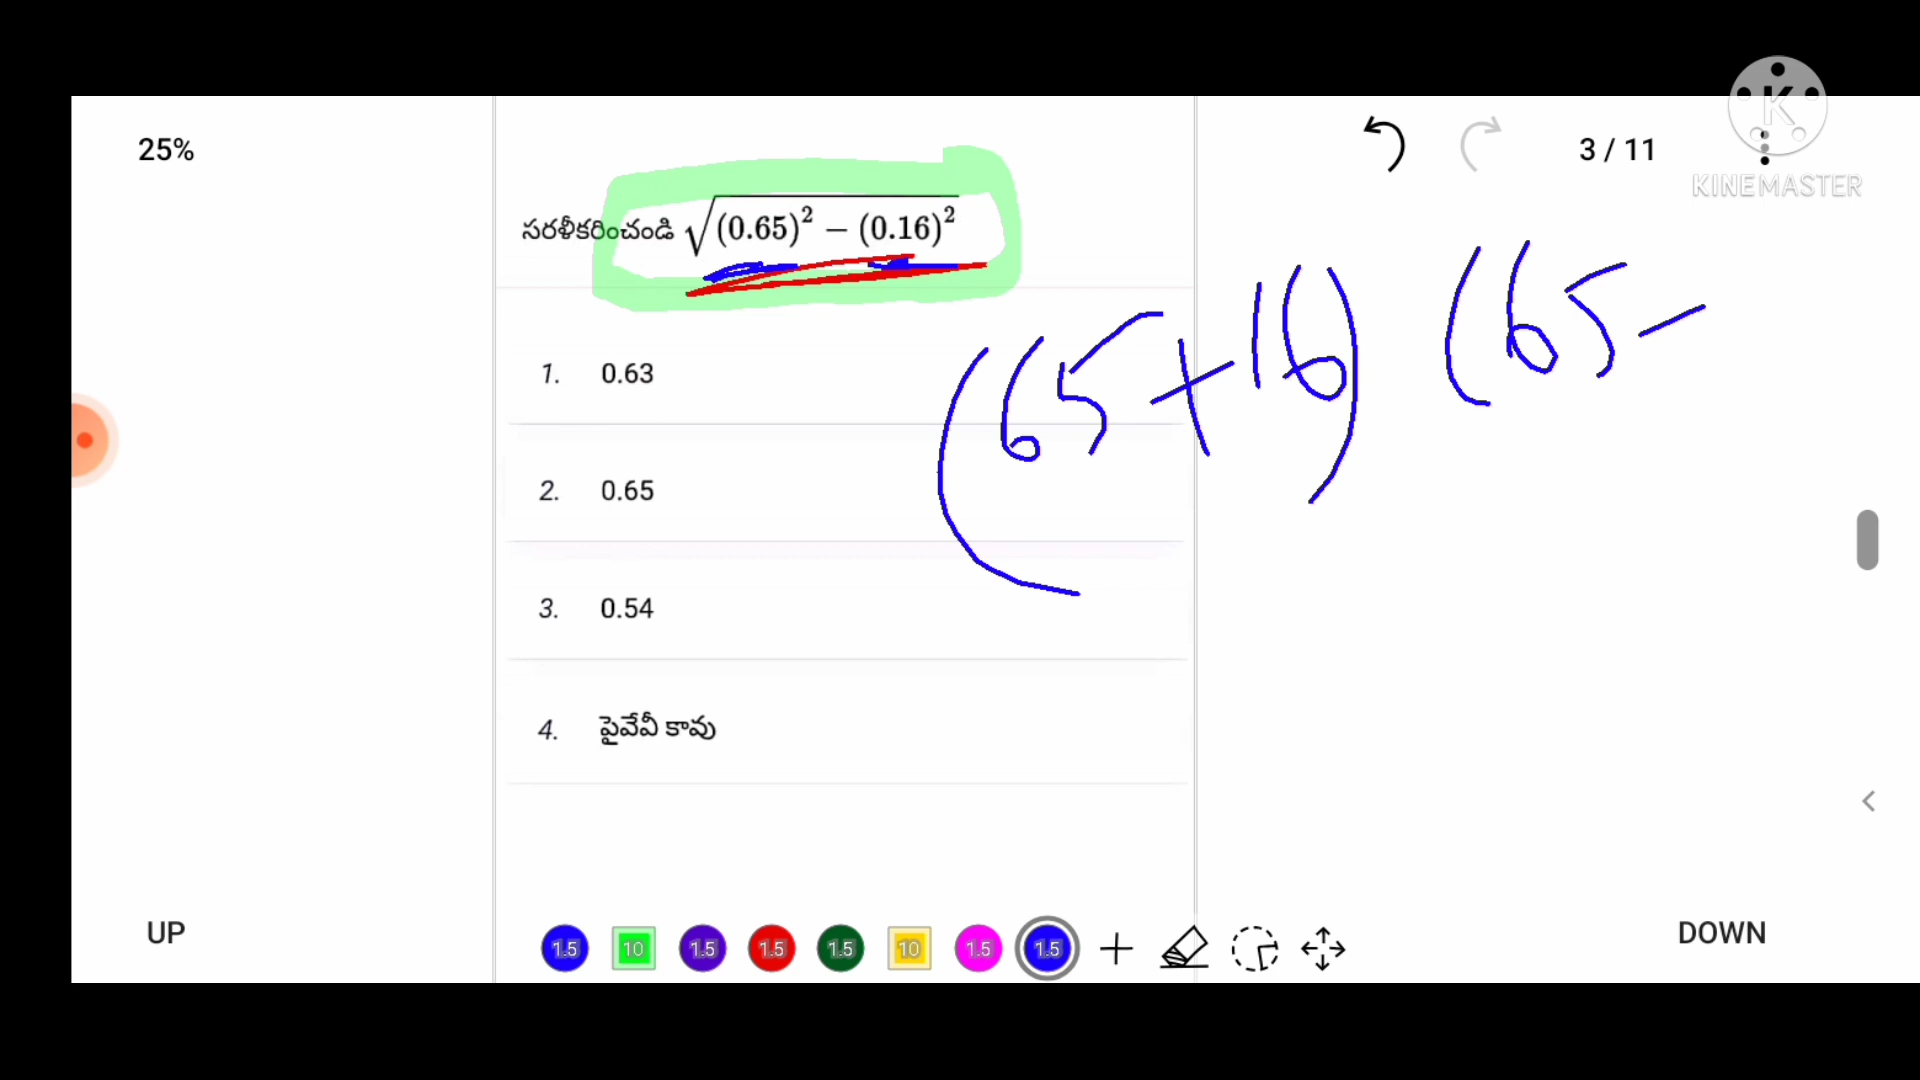 25%
3 / 11
KINEMASTER
సరళీకరించండి √(0.65)² − (0.16)²
(65+16) (65-
1. 0.63
2. 0.65
3. 0.54
4. పైవేవీ కావు
UP
DOWN
1.5 10 1.5 1.5 1.5 10 1.5 1.5